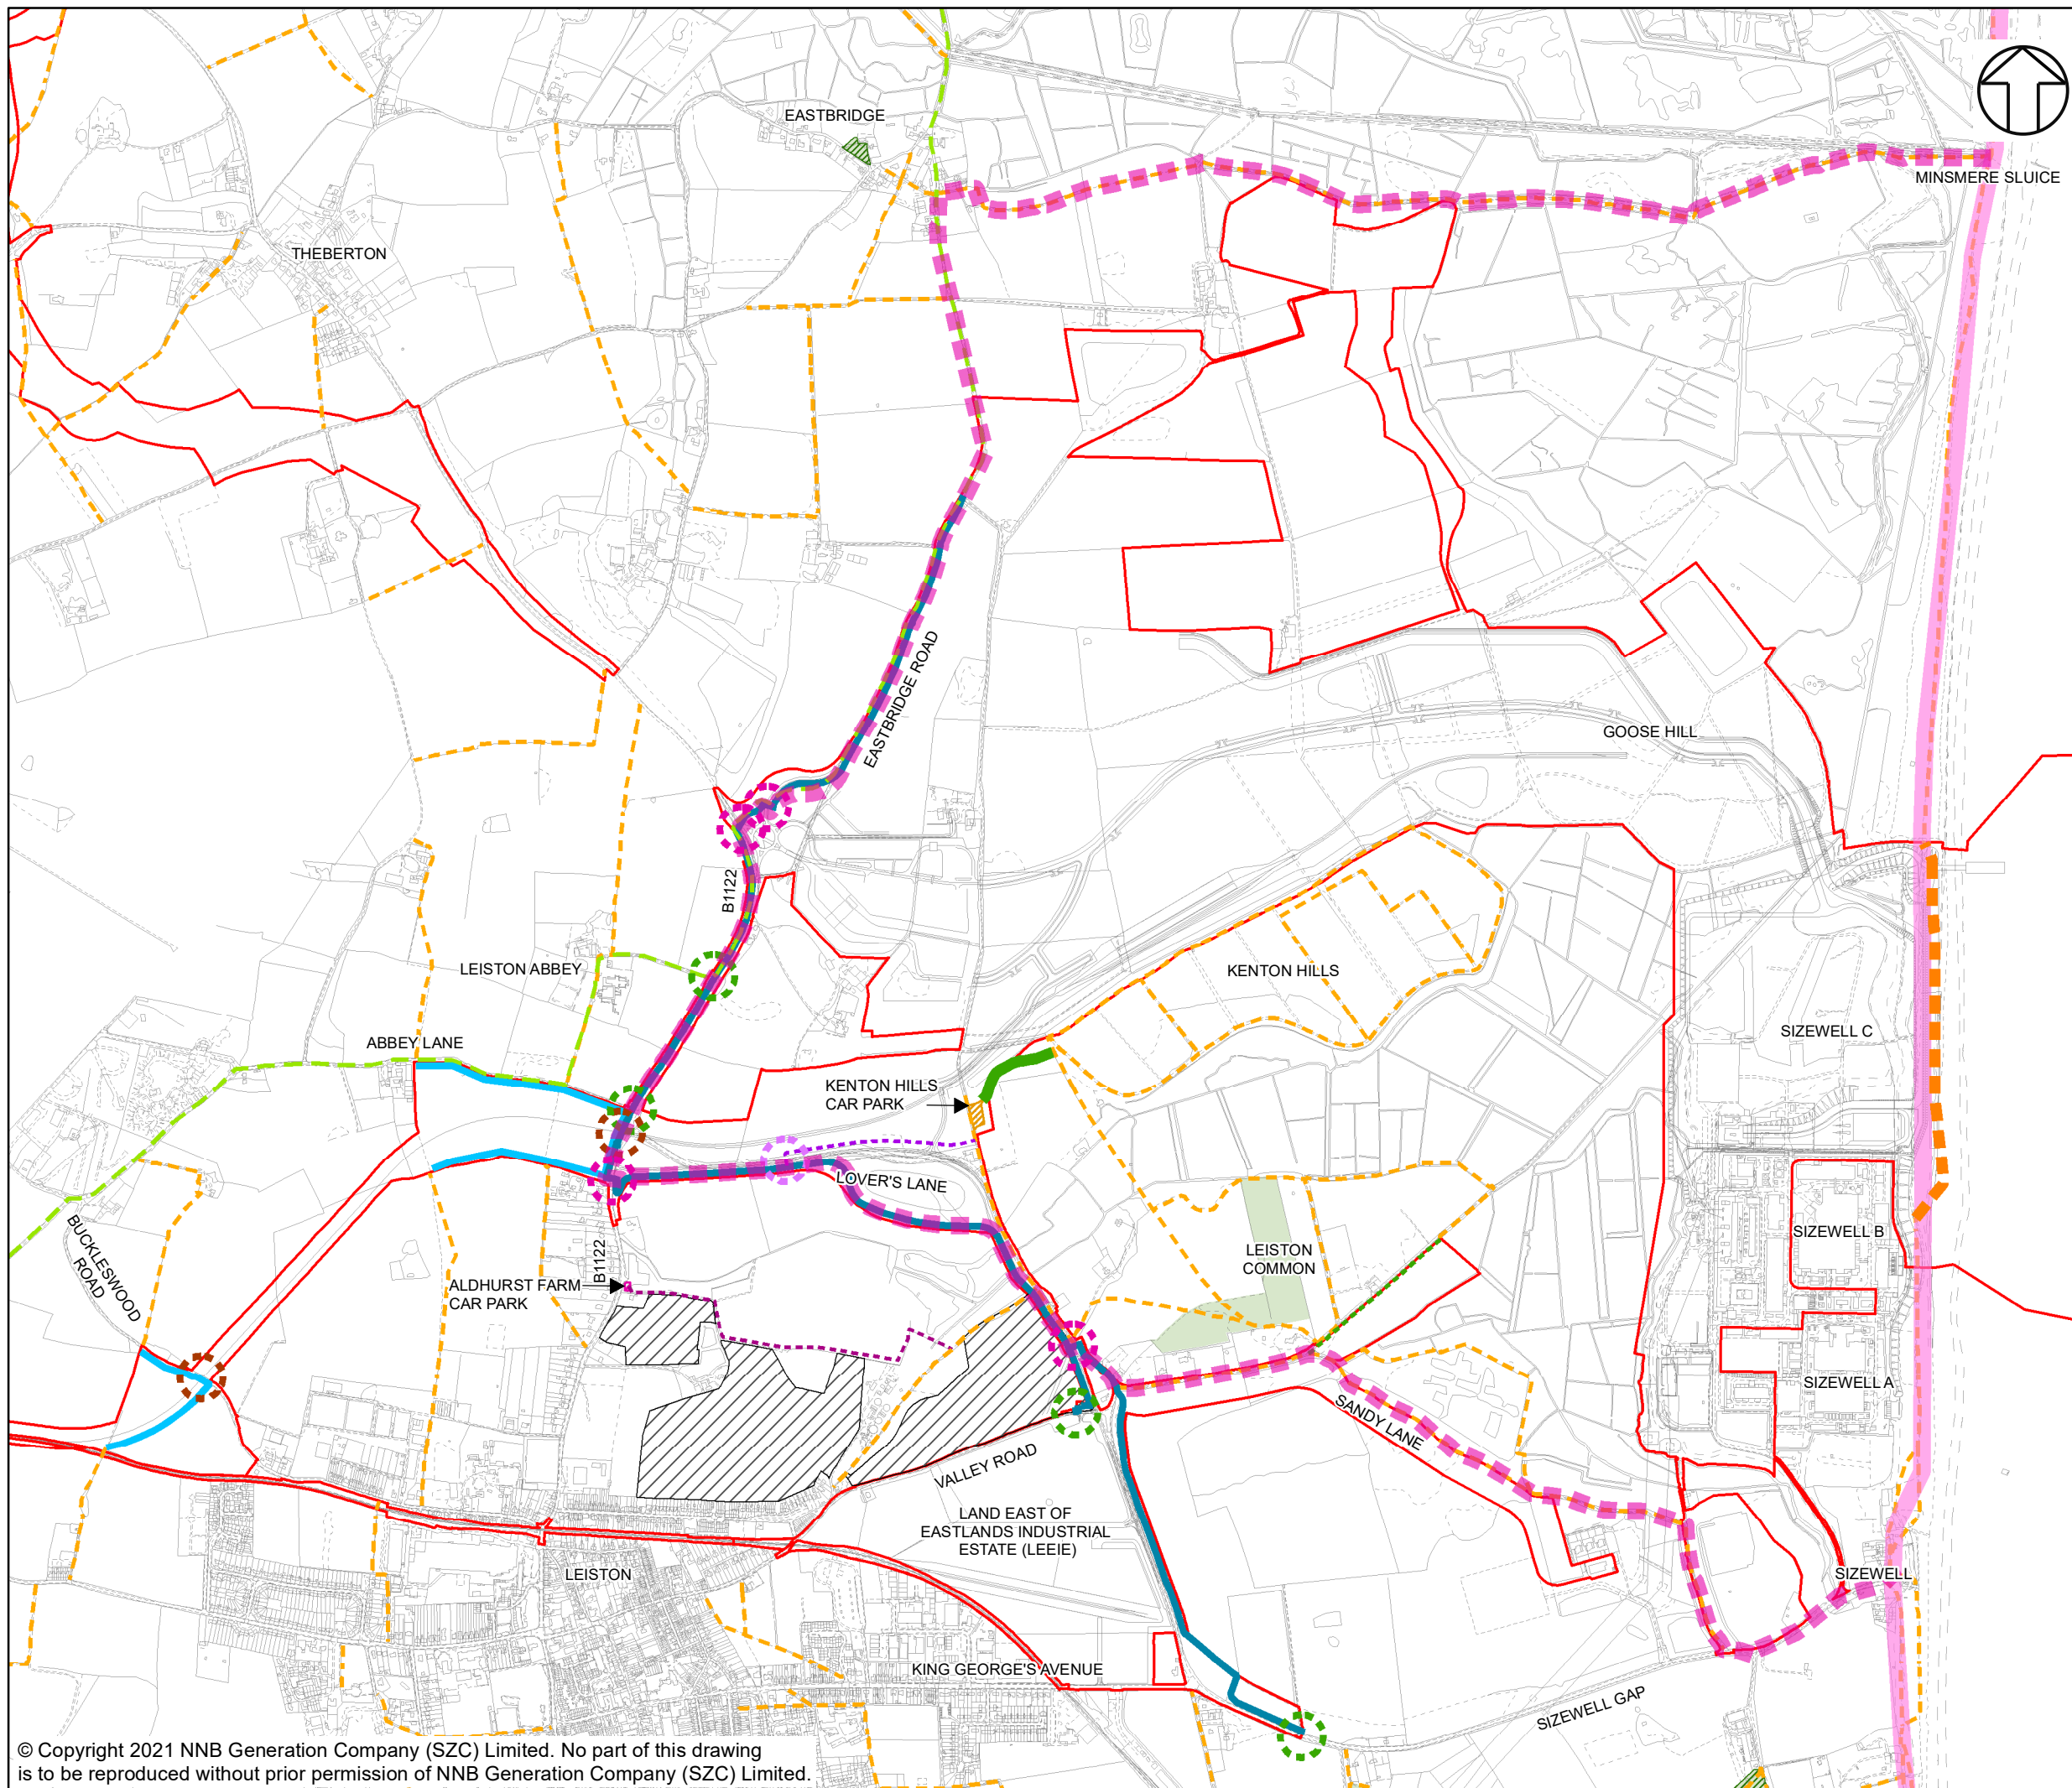 EASTBRIDGE
MINSMERE SLUICE
THEBERTON
EASTBRIDGE ROAD
GOOSE HILL
B1122
LEISTON ABBEY
KENTON HILLS
SIZEWELL C
ABBEY LANE
KENTON HILLS
CAR PARK
LOVER'S LANE
BUCKLESWOOD
ROAD
B1122
SIZEWELL B
LEISTON
COMMON
ALDHURST FARM
CAR PARK
SIZEWELL A
SANDY LANE
VALLEY ROAD
LAND EAST OF
EASTLANDS INDUSTRIAL
ESTATE (LEEIE)
LEISTON
SIZEWELL
KING GEORGE'S AVENUE
SIZEWELL GAP
© Copyright 2021 NNB Generation Company (SZC) Limited. No part of this drawing
is to be reproduced without prior permission of NNB Generation Company (SZC) Limited.